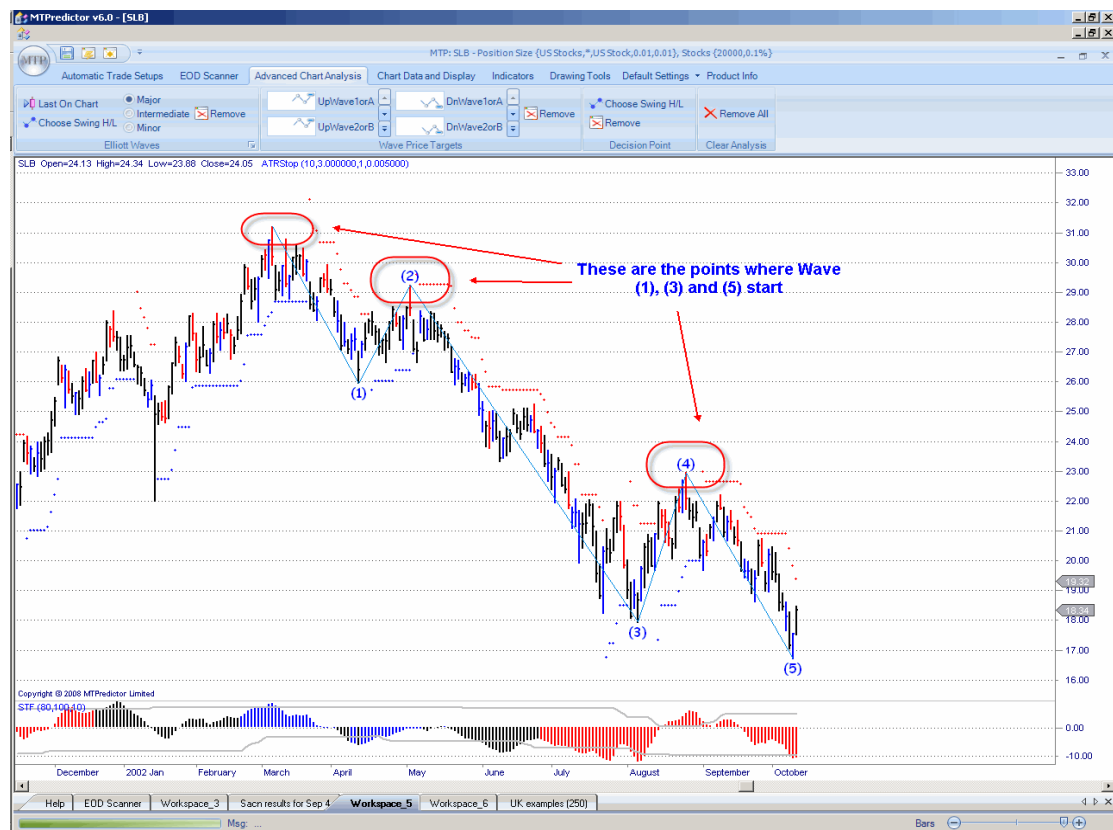 MTPredictor v6.0 - [SLB]
MTP
MTP: SLB - Position Size {US Stocks,*,US Stock,0.01,0.01}, Stocks {20000,0.1%}
Automatic Trade Setups EOD Scanner Advanced Chart Analysis Chart Data and Display Indicators Drawing Tools Default Settings Product Info
Last On Chart
Choose Swing H/L
Major
Intermediate
Minor
Remove
Elliott Waves
UpWave1orA
UpWave2orB
DnWave1orA
DnWave2orB
Remove
Wave Price Targets
Choose Swing H/L
Remove
Decision Point
Remove All
Clear Analysis
SLB Open=24.13 High=24.34 Low=23.88 Close=24.05 ATRStop (10,3.000000,1,0.005000)
33.00
32.00
31.00
30.00
29.00
28.00
27.00
26.00
25.00
24.00
23.00
22.00
21.00
20.00
19.32
19.00
18.34
18.00
17.00
16.00
These are the points where Wave
(1), (3) and (5) start
(2)
(1)
(4)
(3)
(5)
Copyright © 2008 MTPredictor Limited
STF (80,100,10)
0.00
-10.00
December 2002 Jan February March April May June July August September October
Help EOD Scanner Workspace_3 Sacn results for Sep 4 Workspace_5 Workspace_6 UK examples (250)
Msg: ...
Bars